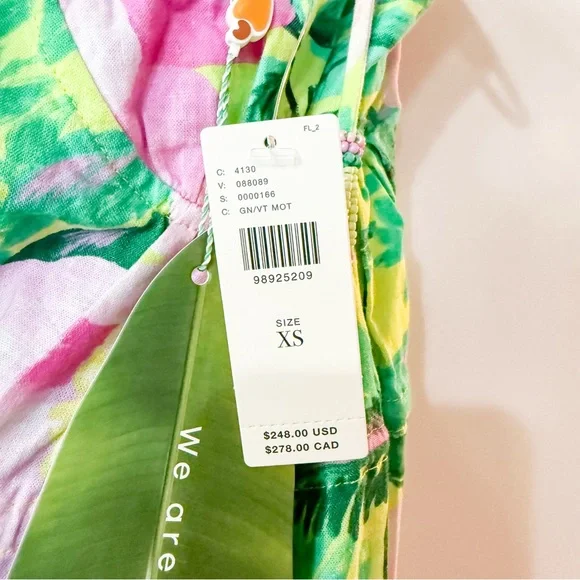 FL_2
C: 4130
V: 088089
S: 0000166
C: GN/VT MOT
98925209
SIZE
XS
$248.00 USD
$278.00 CAD
We are